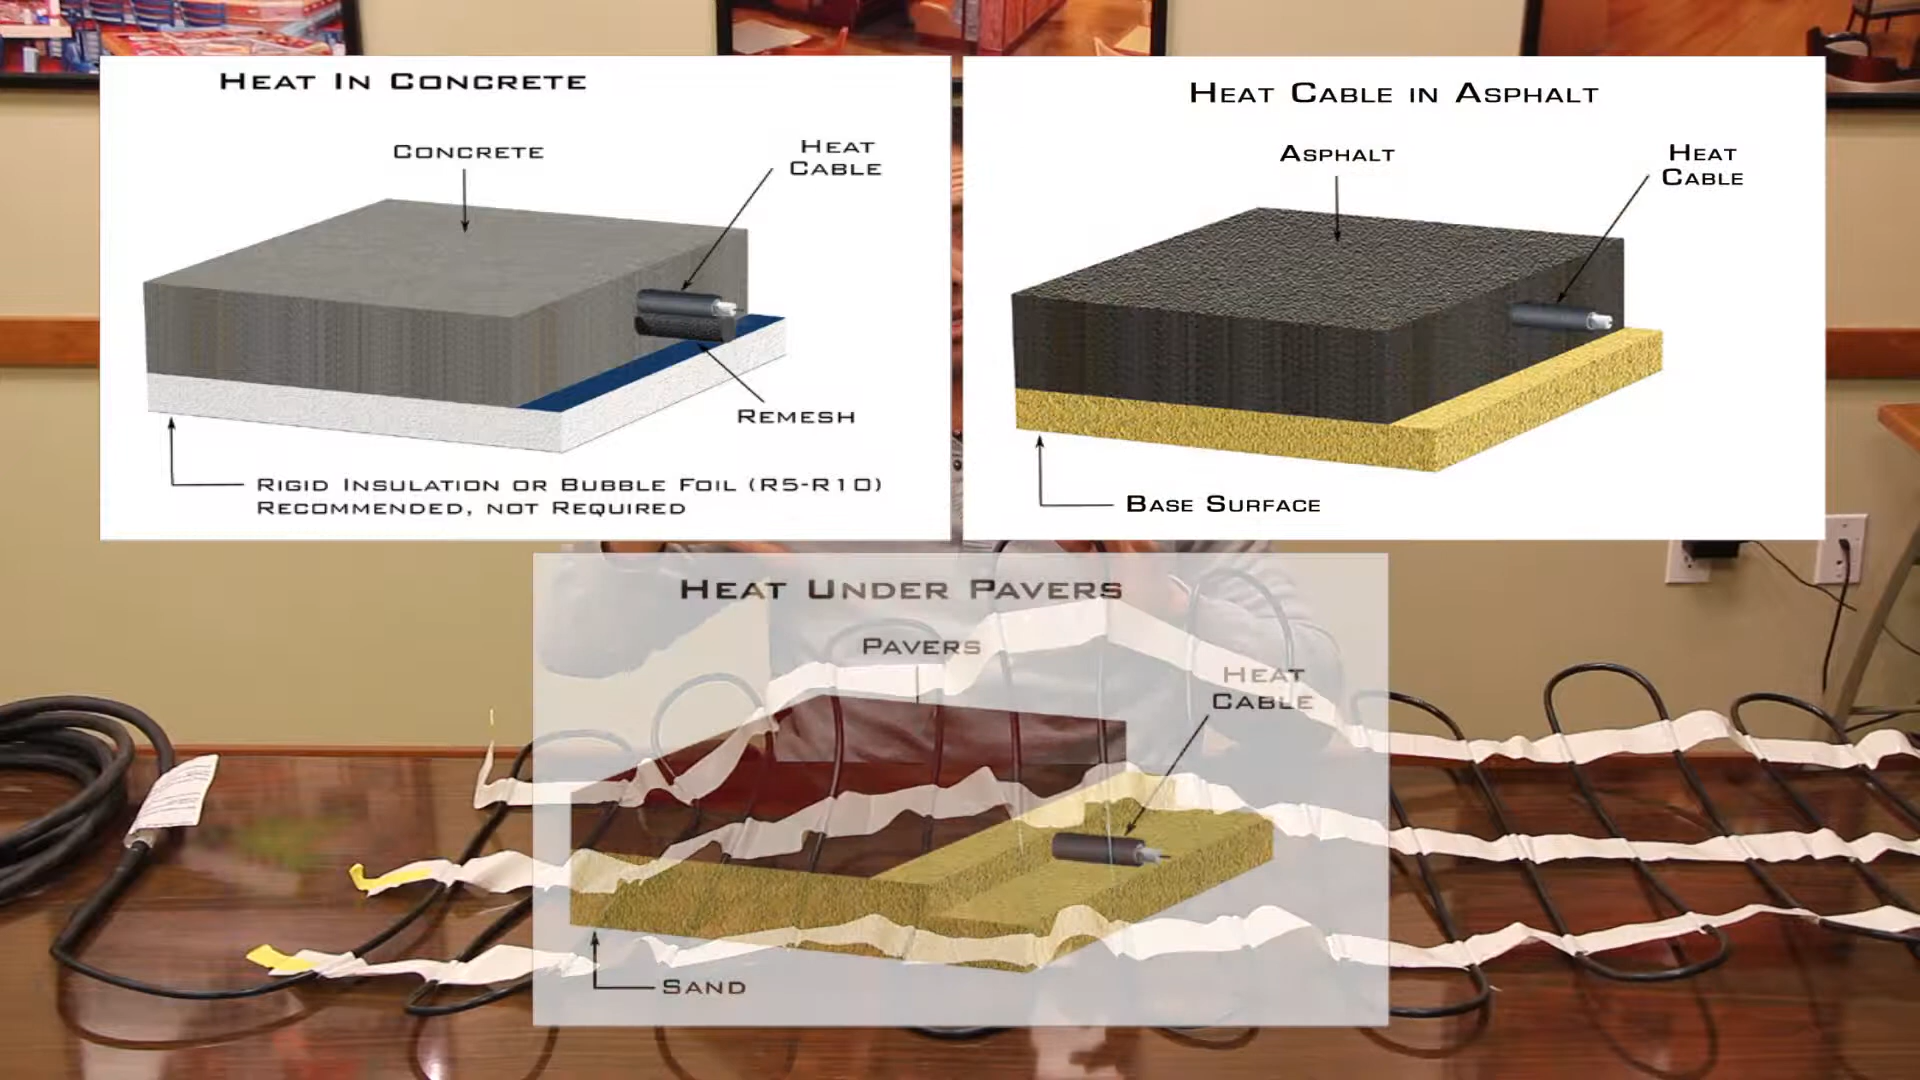 HEAT IN CONCRETE
CONCRETE
HEAT
CABLE
REMESH
RIGID INSULATION OR BUBBLE FOIL (R5-R10)
RECOMMENDED, NOT REQUIRED
HEAT CABLE IN ASPHALT
ASPHALT
HEAT
CABLE
BASE SURFACE
HEAT UNDER PAVERS
PAVERS
HEAT
CABLE
SAND